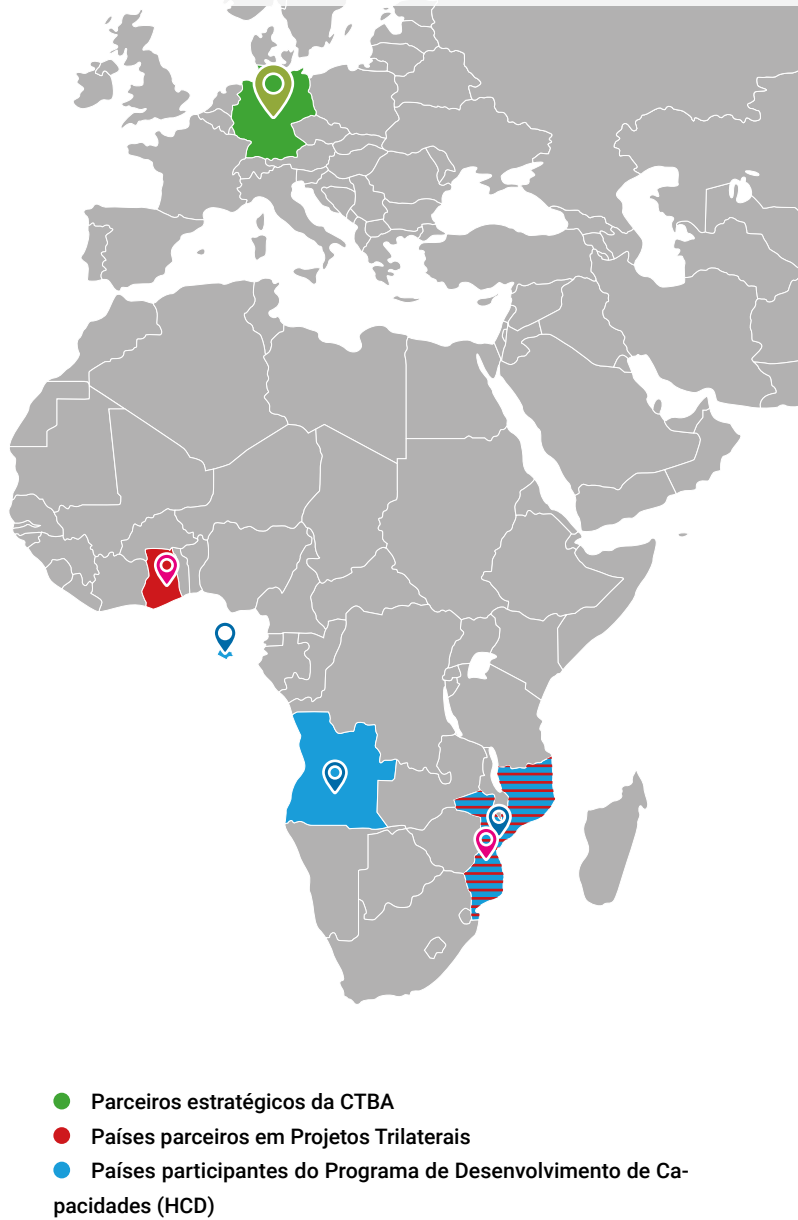 Parceiros estratégicos da CTBA
Países parceiros em Projetos Trilaterais
Países participantes do Programa de Desenvolvimento de Ca-
pacidades (HCD)